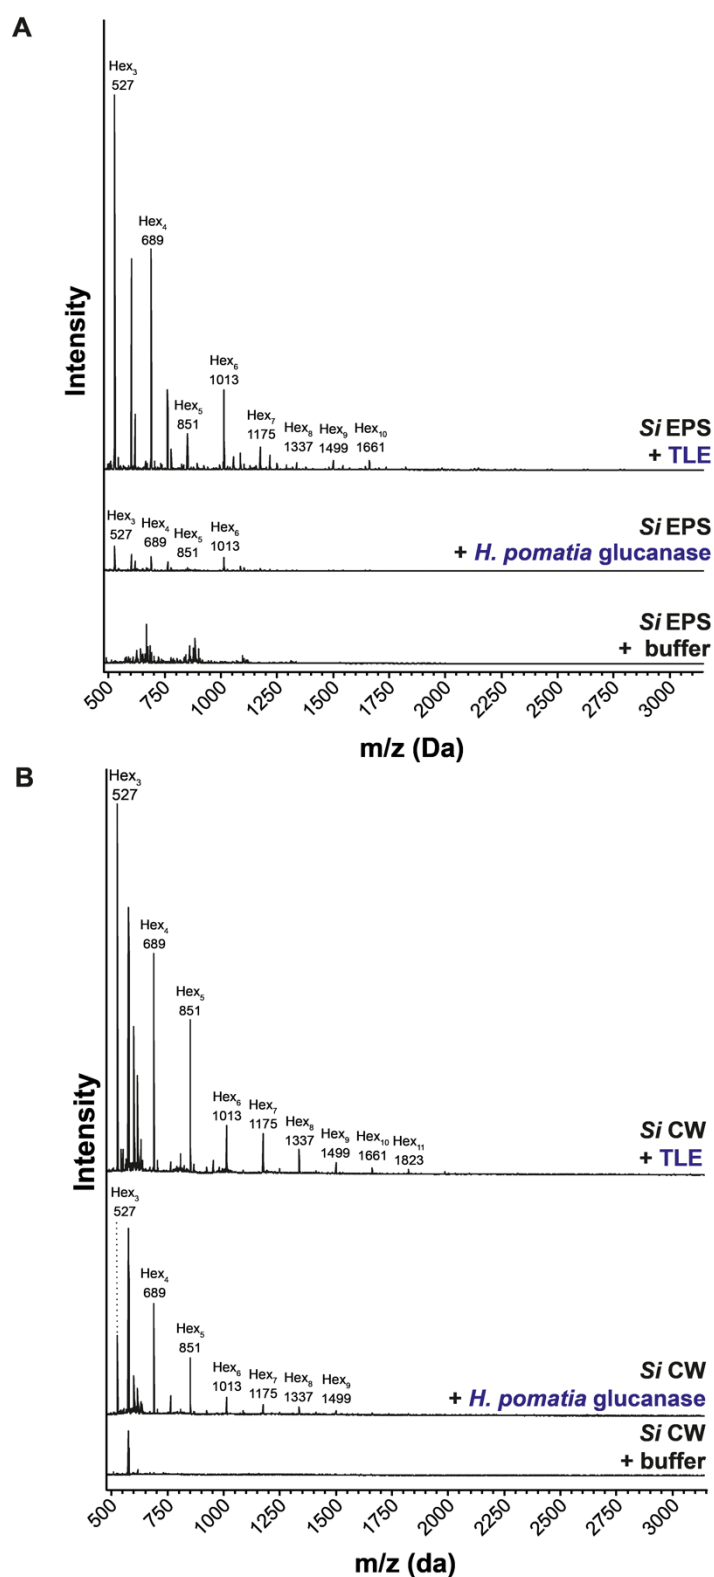 A
Intensity
Hex₃
527
Hex₄
689
Hex₅
851
Hex₆
1013
Hex₇
1175
Hex₈
1337
Hex₉
1499
Hex₁₀
1661
Si EPS
+ TLE
Hex₃
527
Hex₄
689
Hex₅
851
Hex₆
1013
Si EPS
+ H. pomatia glucanase
Si EPS
+ buffer
500 750 1000 1250 1500 1750 2000 2250 2500 2750 3000
m/z (Da)
B
Intensity
Hex₃
527
Hex₄
689
Hex₅
851
Hex₆
1013
Hex₇
1175
Hex₈
1337
Hex₉
1499
Hex₁₀
1661
Hex₁₁
1823
Si CW
+ TLE
Hex₃
527
Hex₄
689
Hex₅
851
Hex₆
1013
Hex₇
1175
Hex₈
1337
Hex₉
1499
Si CW
+ H. pomatia glucanase
Si CW
+ buffer
500 750 1000 1250 1500 1750 2000 2250 2500 2750 3000
m/z (da)